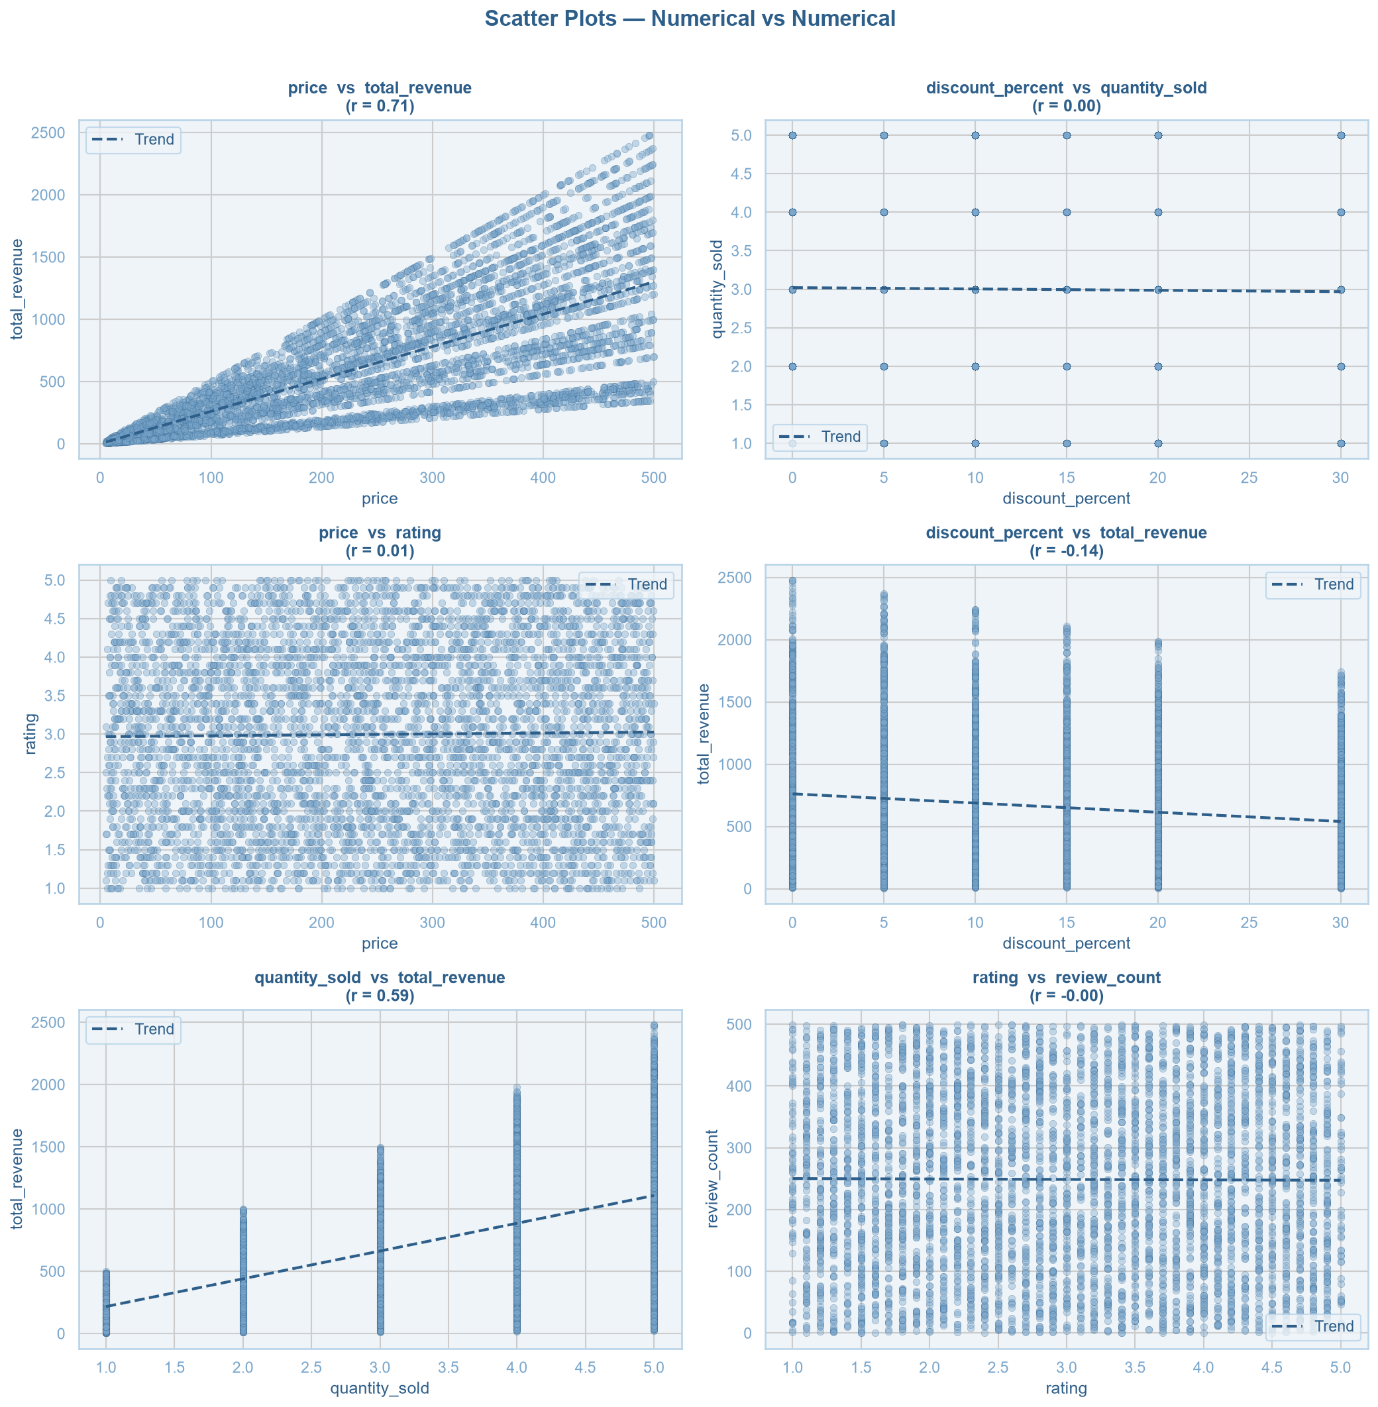 Scatter Plots — Numerical vs Numerical
price vs total_revenue
(r = 0.71)
Trend
2500
2000
1500
1000
500
0
total_revenue
0 100 200 300 400 500
price
discount_percent vs quantity_sold
(r = 0.00)
5.0
4.5
4.0
3.5
3.0
2.5
2.0
1.5
1.0
quantity_sold
Trend
0 5 10 15 20 25 30
discount_percent
price vs rating
(r = 0.01)
Trend
5.0
4.5
4.0
3.5
3.0
2.5
2.0
1.5
1.0
rating
0 100 200 300 400 500
price
discount_percent vs total_revenue
(r = -0.14)
Trend
2500
2000
1500
1000
500
0
total_revenue
0 5 10 15 20 25 30
discount_percent
quantity_sold vs total_revenue
(r = 0.59)
Trend
2500
2000
1500
1000
500
0
total_revenue
1.0 1.5 2.0 2.5 3.0 3.5 4.0 4.5 5.0
quantity_sold
rating vs review_count
(r = -0.00)
500
400
300
200
100
0
review_count
Trend
1.0 1.5 2.0 2.5 3.0 3.5 4.0 4.5 5.0
rating